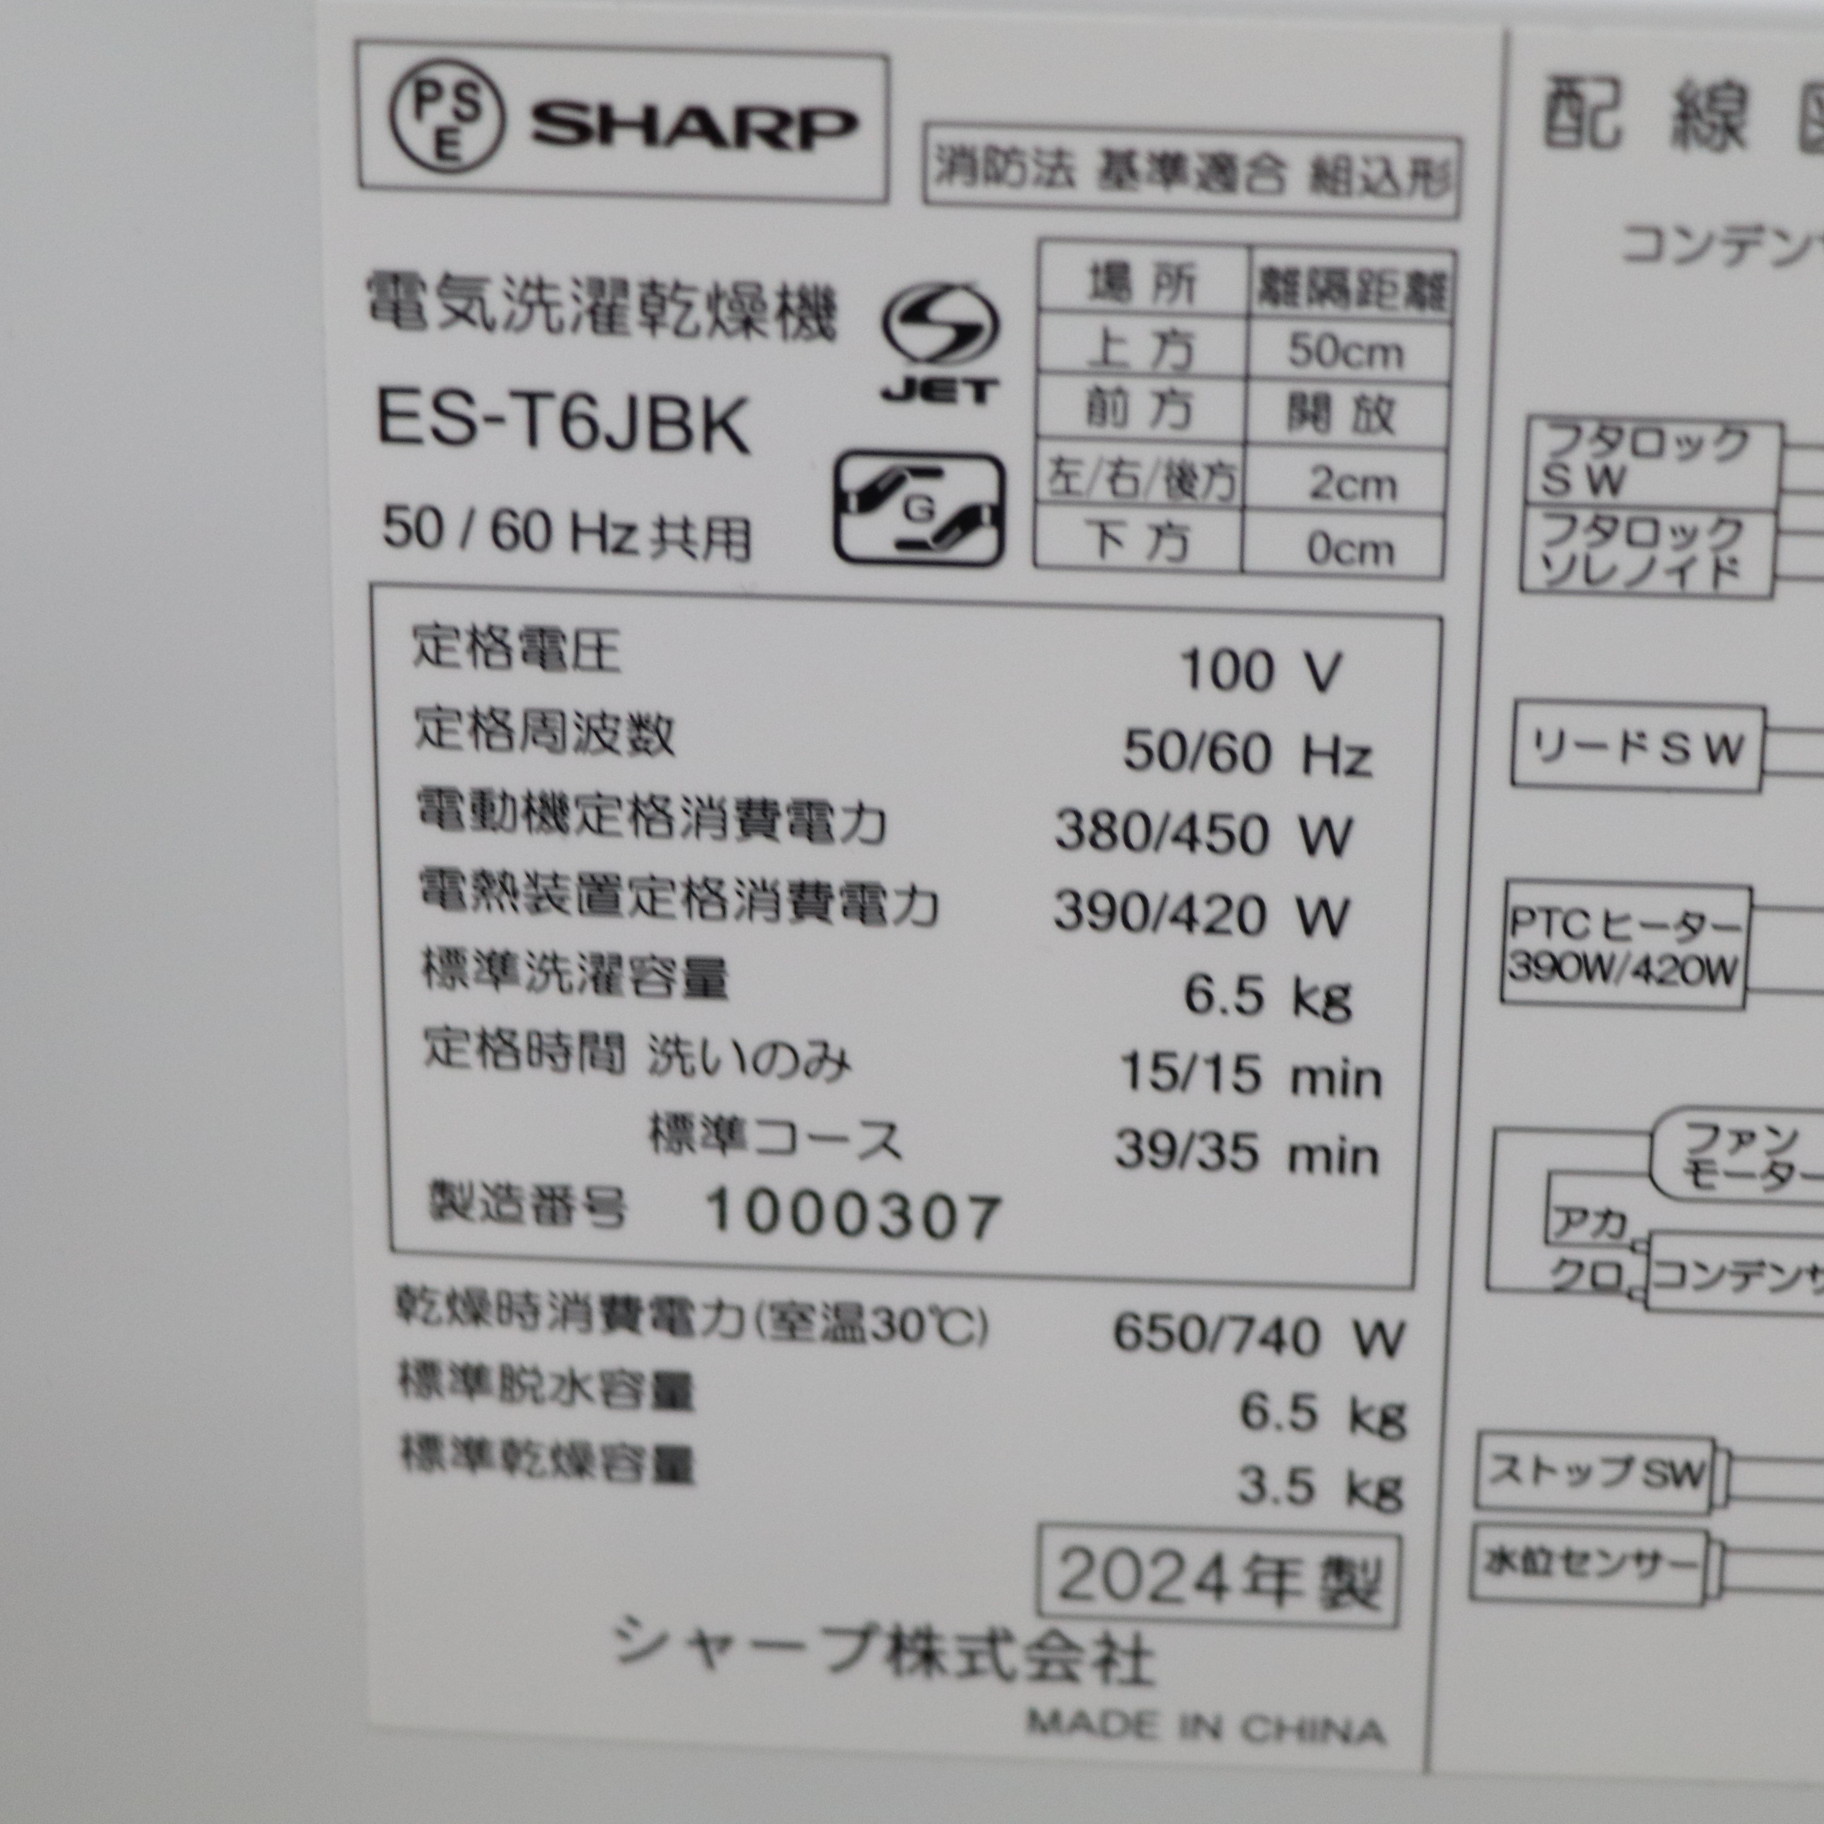 PSE SHARP
消防法 基準適合 組込形
電気洗濯乾燥機
JET
ES-T6JBK
G
50 / 60 Hz 共用
場所 離隔距離
上方 50cm
前方 開放
左/右/後方 2cm
下方 0cm
定格電圧 100 V
定格周波数 50/60 Hz
電動機定格消費電力 380/450 W
電熱装置定格消費電力 390/420 W
標準洗濯容量 6.5 kg
定格時間 洗いのみ 15/15 min
標準コース 39/35 min
製造番号 1000307
乾燥時消費電力(室温30℃) 650/740 W
標準脱水容量 6.5 kg
標準乾燥容量 3.5 kg
2024年製
シャープ株式会社
MADE IN CHINA
配線
コンデン
フタロック
SW
フタロック
ソレノイド
リードSW
PTCヒーター
390W/420W
ファン
モーター
アカ
クロ
コンデンサ
ストップSW
水位センサー